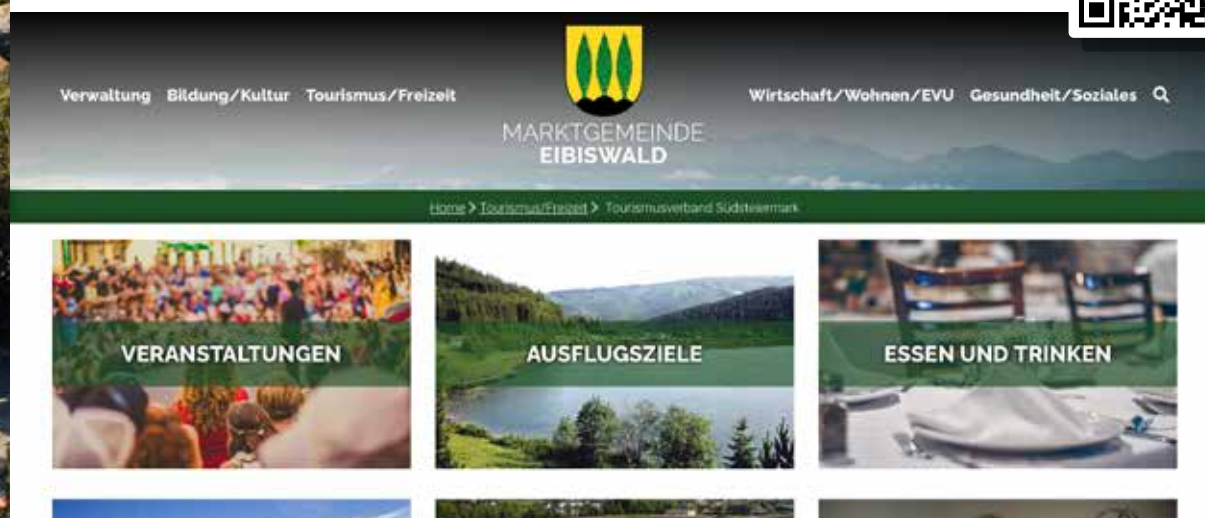 Verwaltung Bildung/Kultur Tourismus/Freizeit
MARKTGEMEINDE
EIBISWALD
Wirtschaft/Wohnen/EVU Gesundheit/Soziales
Home > Tourismus/Freizeit > Tourismusverband Südsteiermark
VERANSTALTUNGEN
AUSFLUGSZIELE
ESSEN UND TRINKEN